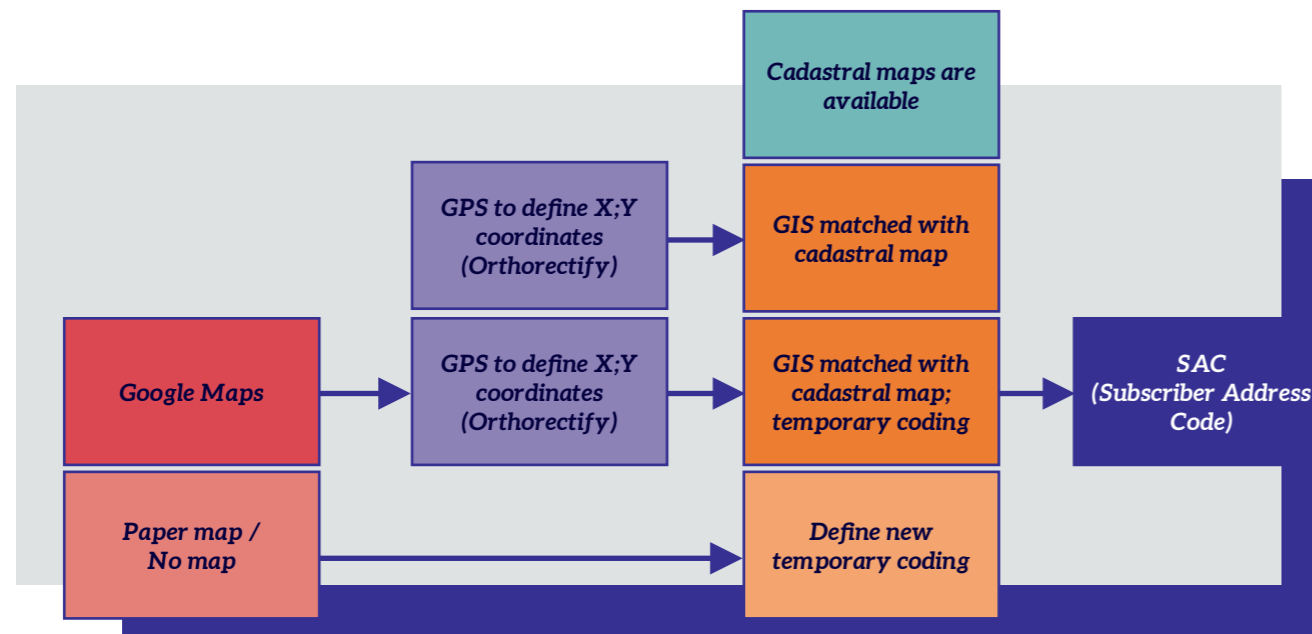 Cadastral maps are
available
GPS to define X;Y
coordinates
(Orthorectify)
GIS matched with
cadastral map
Google Maps
GPS to define X;Y
coordinates
(Orthorectify)
GIS matched with
cadastral map;
temporary coding
SAC
(Subscriber Address
Code)
Paper map /
No map
Define new
temporary coding